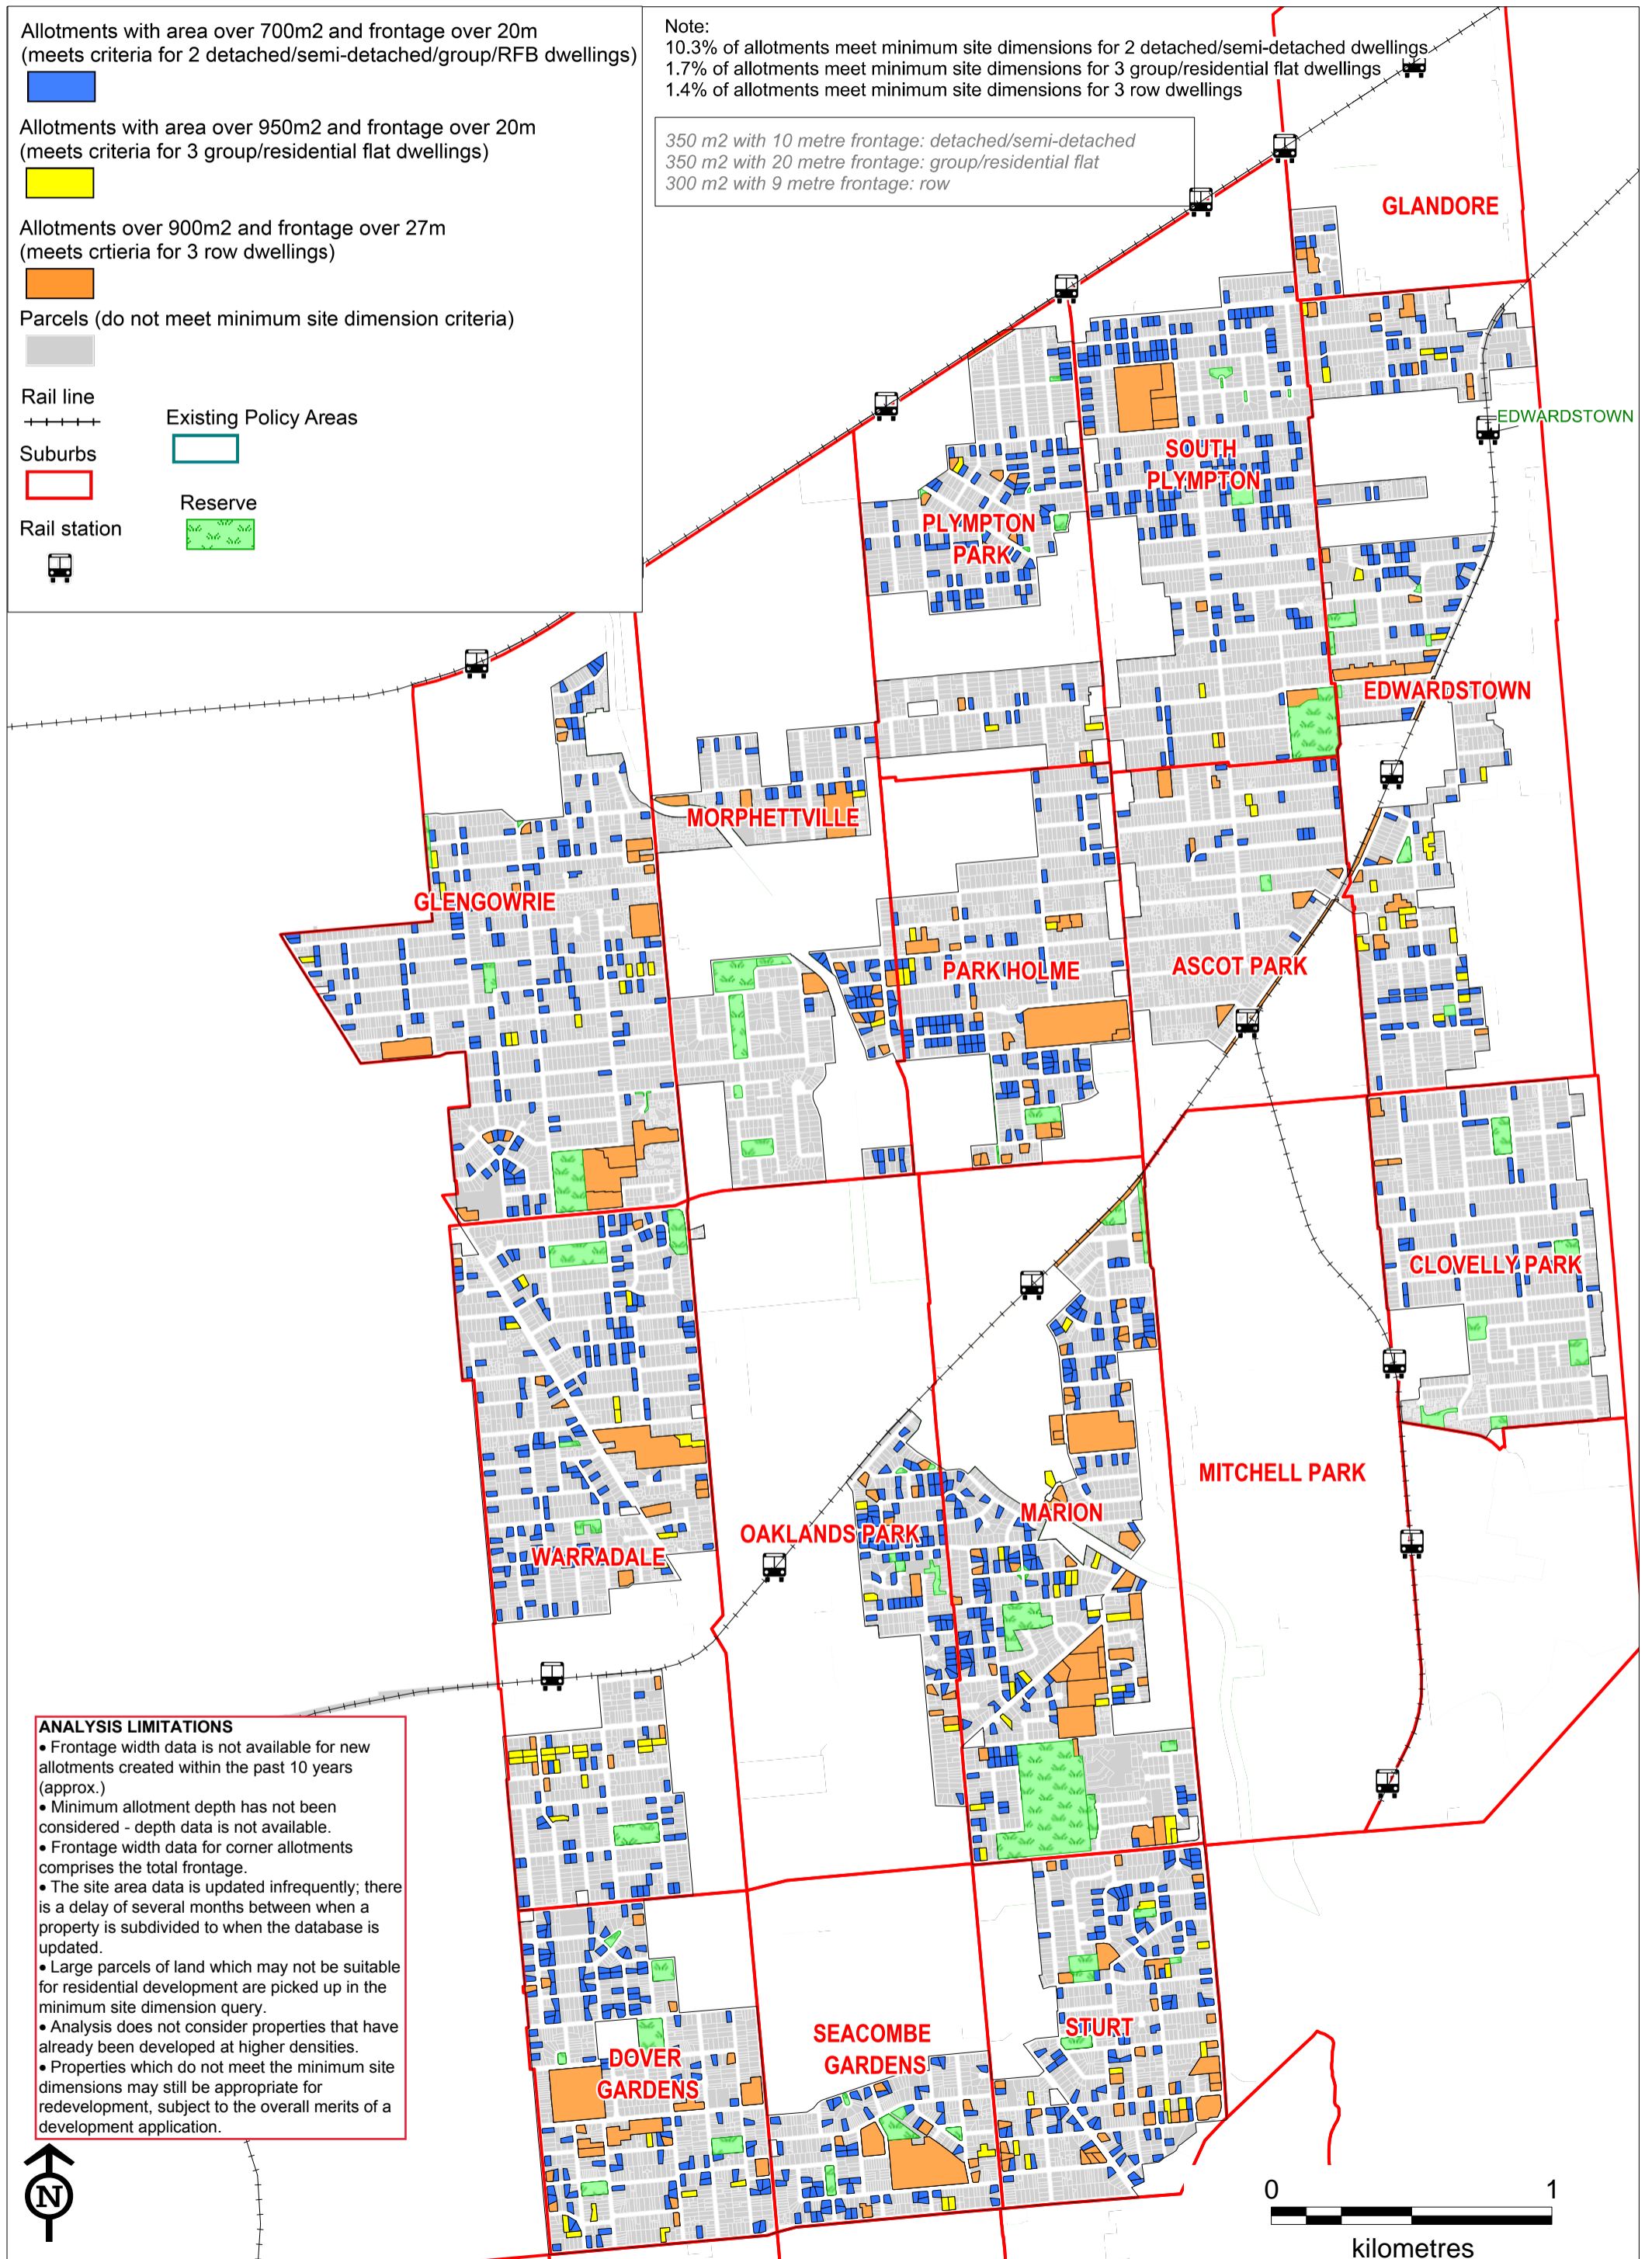 Allotments with area over 700m2 and frontage over 20m
(meets criteria for 2 detached/semi-detached/group/RFB dwellings)
Allotments with area over 950m2 and frontage over 20m
(meets criteria for 3 group/residential flat dwellings)
Allotments over 900m2 and frontage over 27m
(meets crtieria for 3 row dwellings)
Parcels (do not meet minimum site dimension criteria)
Rail line
Existing Policy Areas
Suburbs
Reserve
Rail station
Note:
10.3% of allotments meet minimum site dimensions for 2 detached/semi-detached dwellings
1.7% of allotments meet minimum site dimensions for 3 group/residential flat dwellings
1.4% of allotments meet minimum site dimensions for 3 row dwellings
350 m2 with 10 metre frontage: detached/semi-detached
350 m2 with 20 metre frontage: group/residential flat
300 m2 with 9 metre frontage: row
GLANDORE
EDWARDSTOWN
SOUTH
PLYMPTON
PLYMPTON
PARK
EDWARDSTOWN
MORPHETTVILLE
GLENGOWRIE
PARK HOLME
ASCOT PARK
CLOVELLY PARK
MITCHELL PARK
MARION
OAKLANDS PARK
WARRADALE
SEACOMBE
GARDENS
STURT
DOVER
GARDENS
ANALYSIS LIMITATIONS
• Frontage width data is not available for new
allotments created within the past 10 years
(approx.)
• Minimum allotment depth has not been
considered - depth data is not available.
• Frontage width data for corner allotments
comprises the total frontage.
• The site area data is updated infrequently; there
is a delay of several months between when a
property is subdivided to when the database is
updated.
• Large parcels of land which may not be suitable
for residential development are picked up in the
minimum site dimension query.
• Analysis does not consider properties that have
already been developed at higher densities.
• Properties which do not meet the minimum site
dimensions may still be appropriate for
redevelopment, subject to the overall merits of a
development application.
N
0 1
kilometres